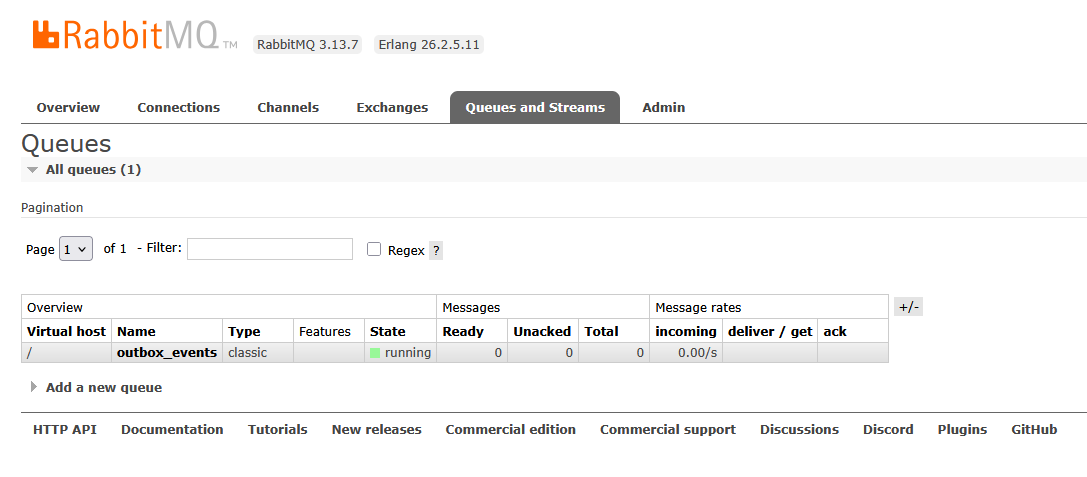 RabbitMQ TM RabbitMQ 3.13.7 Erlang 26.2.5.11
Overview Connections Channels Exchanges Queues and Streams Admin
Queues
All queues (1)
Pagination
Page 1 of 1 - Filter: Regex ?
Overview Messages Message rates +/-
Virtual host Name Type Features State Ready Unacked Total incoming deliver / get ack
/ outbox_events classic running 0 0 0 0.00/s
Add a new queue
HTTP API Documentation Tutorials New releases Commercial edition Commercial support Discussions Discord Plugins GitHub